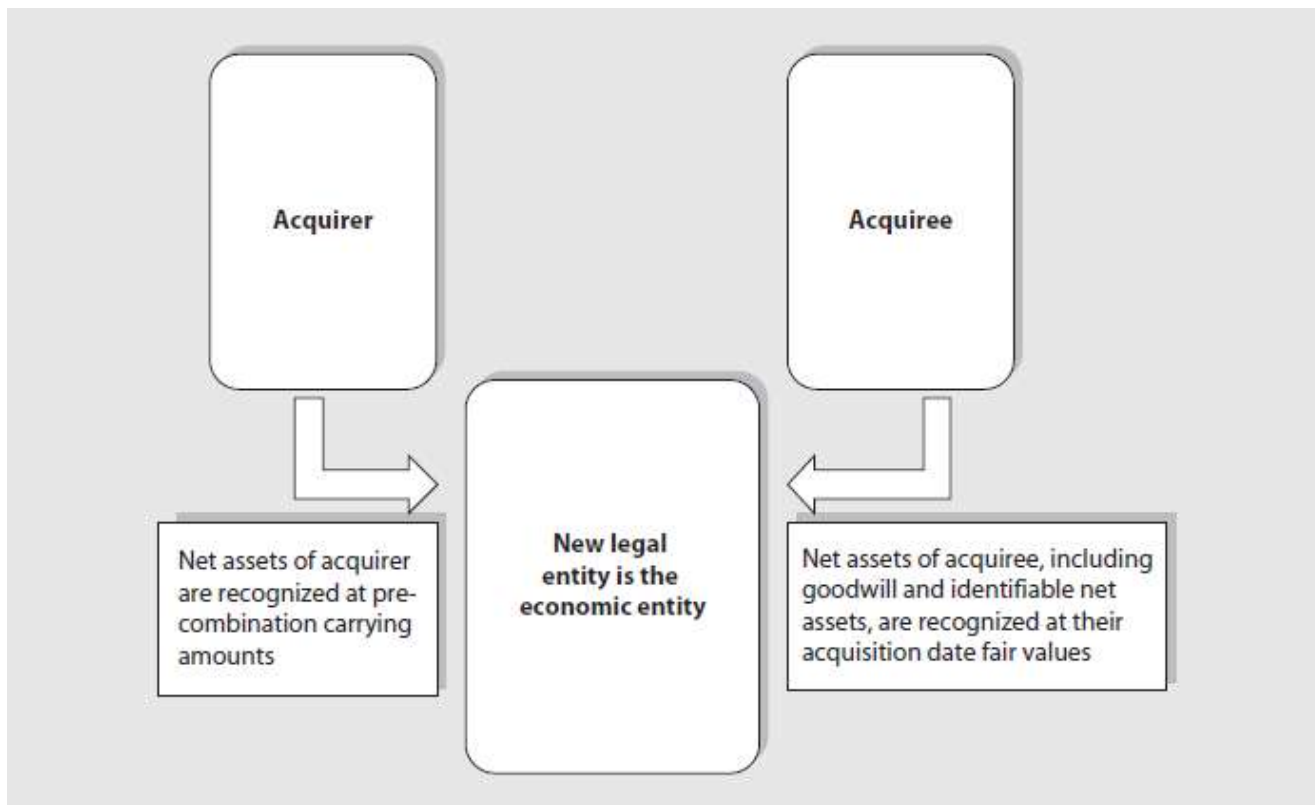 Acquirer
Acquiree
Net assets of acquirer
are recognized at pre-
combination carrying
amounts
New legal
entity is the
economic entity
Net assets of acquiree, including
goodwill and identifiable net
assets, are recognized at their
acquisition date fair values